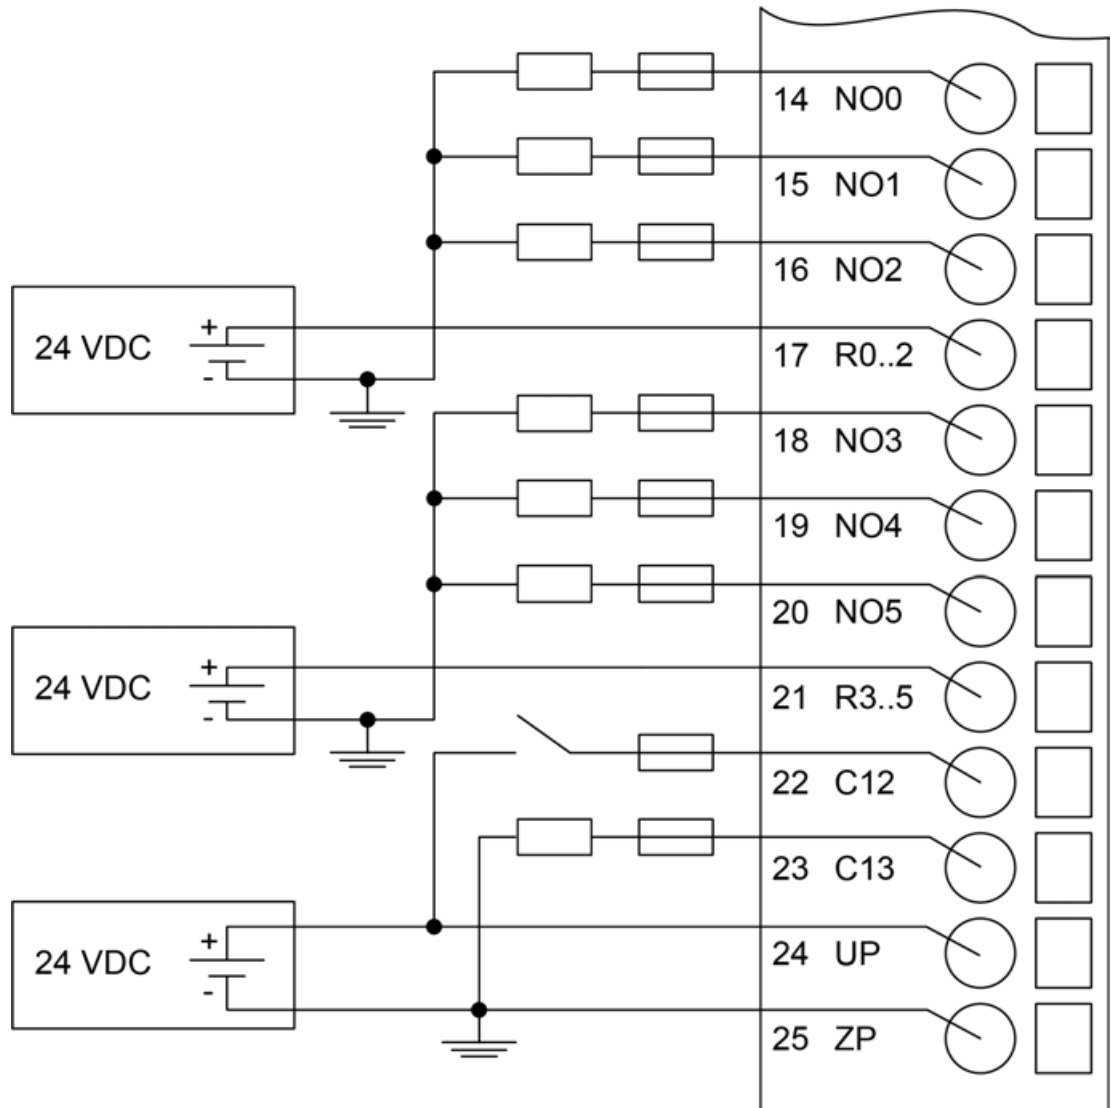 14 NO0
15 NO1
16 NO2
24 VDC + -
17 R0..2
18 NO3
19 NO4
20 NO5
24 VDC + -
21 R3..5
22 C12
23 C13
24 VDC + -
24 UP
25 ZP